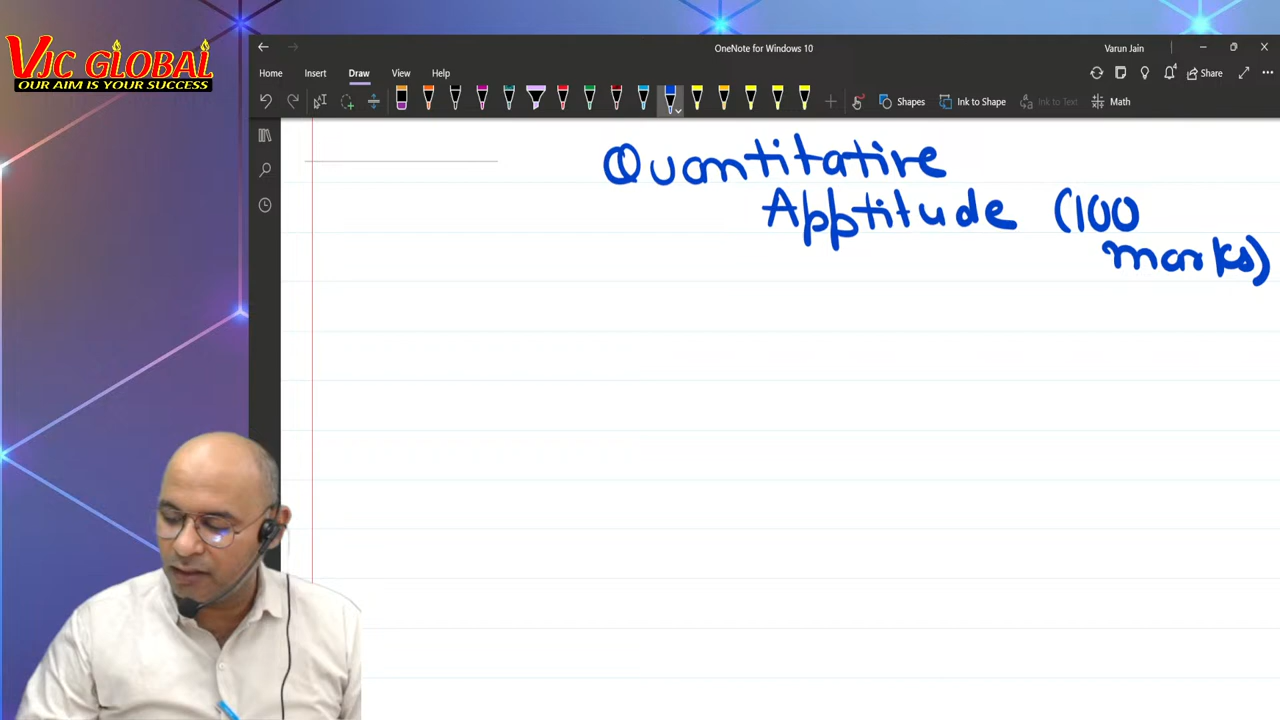 VJC GLOBAL
OUR AIM IS YOUR SUCCESS
OneNote for Windows 10
Varun Jain
Home Insert Draw View Help
Share
Shapes Ink to Shape Ink to Text Math
Quantitative
Apptitude (100
marks)